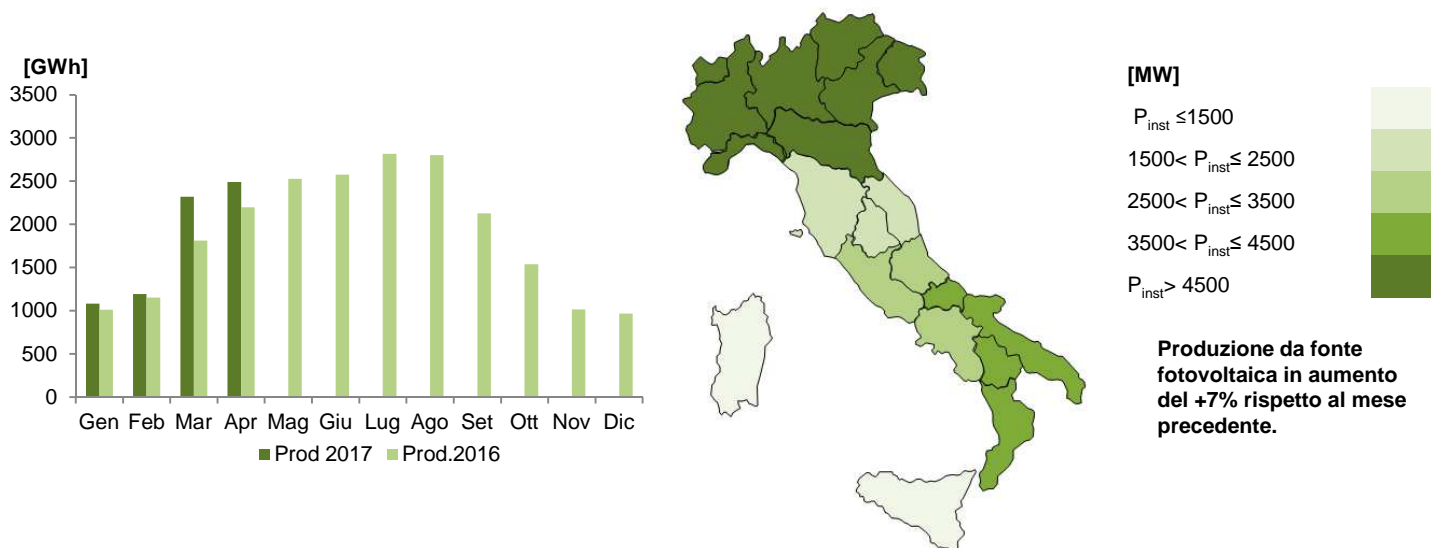 [GWh]
3500
3000
2500
2000
1500
1000
500
0
Gen Feb Mar Apr Mag Giu Lug Ago Set Ott Nov Dic
Prod 2017 Prod.2016
[MW]
Pinst ≤1500
1500< Pinst≤ 2500
2500< Pinst≤ 3500
3500< Pinst≤ 4500
Pinst> 4500
Produzione da fonte
fotovoltaica in aumento
del +7% rispetto al mese
precedente.